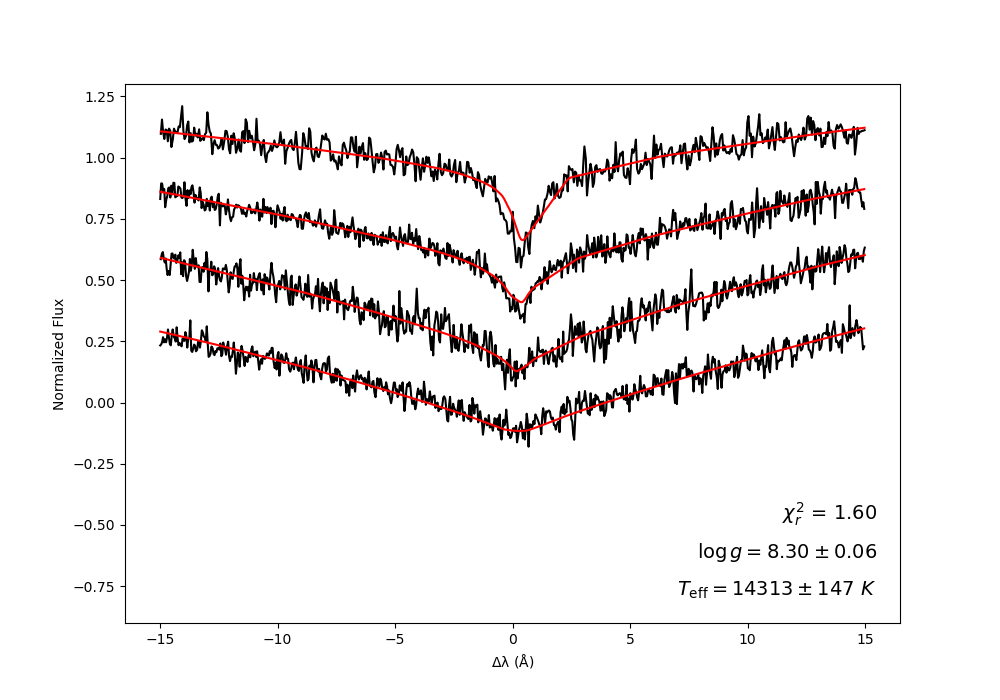 1.25
1.00
0.75
0.50
0.25
0.00
−0.25
−0.50
−0.75
Normalized Flux
χ_r^2 = 1.60
log g = 8.30 ± 0.06
T_eff = 14313 ± 147 K
−15 −10 −5 0 5 10 15
Δλ (Å)